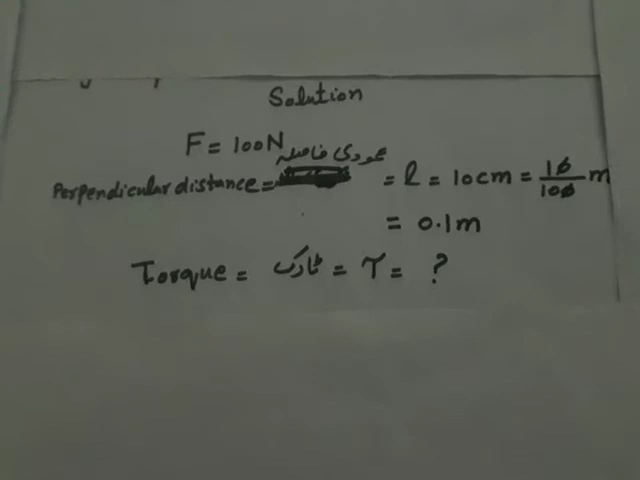 Solution
F = 100N
عمودی فاصلہ
Perpendicular distance = = l = 10cm = 10/100 m
= 0.1m
Torque = ٹارک = τ = ?